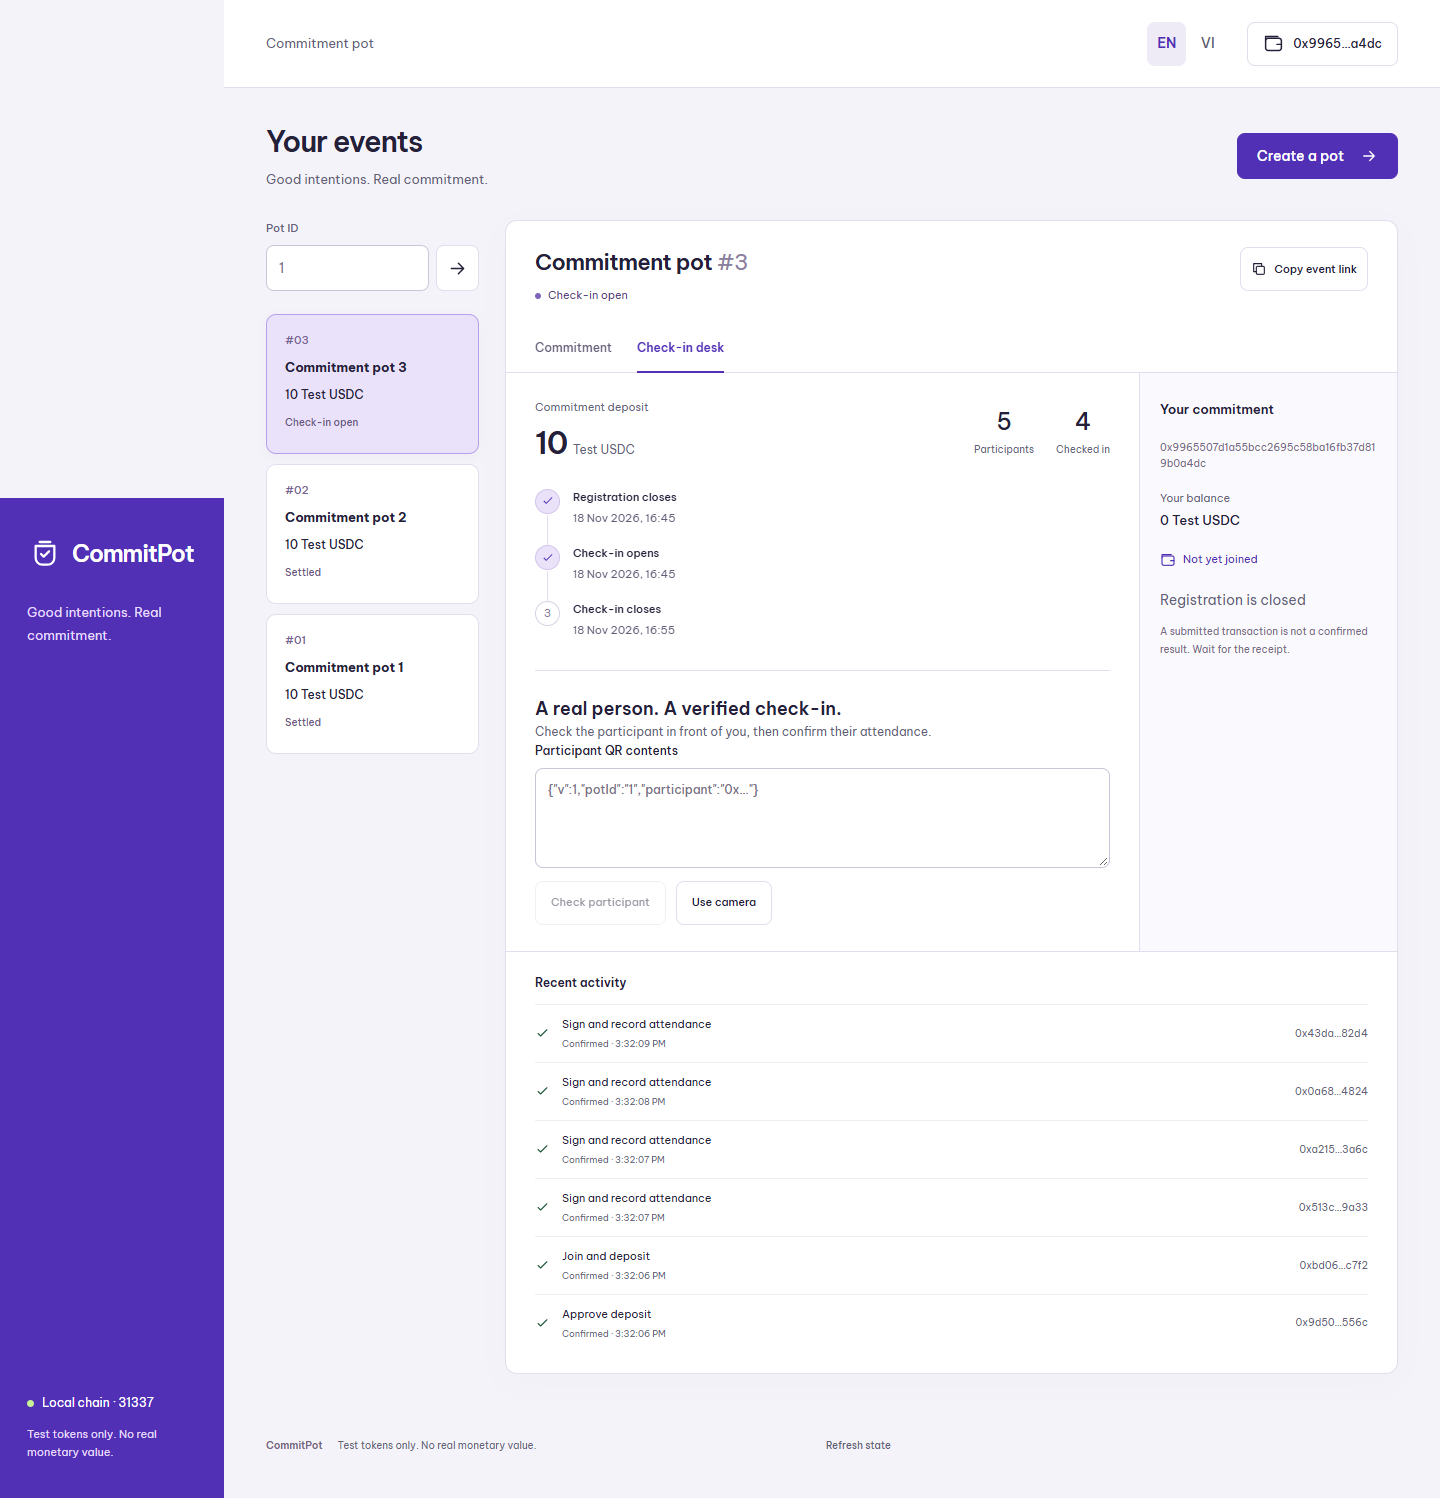 Commitment pot
EN
VI
0x9965...a4dc
Your events
Good intentions. Real commitment.
Create a pot
Pot ID
1
#03
Commitment pot 3
10 Test USDC
Check-in open
#02
Commitment pot 2
10 Test USDC
Settled
#01
Commitment pot 1
10 Test USDC
Settled
Commitment pot #3
Check-in open
Copy event link
Commitment
Check-in desk
Commitment deposit
10 Test USDC
5
Participants
4
Checked in
Registration closes
18 Nov 2026, 16:45
Check-in opens
18 Nov 2026, 16:45
3
Check-in closes
18 Nov 2026, 16:55
A real person. A verified check-in.
Check the participant in front of you, then confirm their attendance.
Participant QR contents
{"v":1,"potId":"1","participant":"0x..."}
Check participant
Use camera
Your commitment
0x9965507d1a55bcc2695c58ba16fb37d81
9b0a4dc
Your balance
0 Test USDC
Not yet joined
Registration is closed
A submitted transaction is not a confirmed
result. Wait for the receipt.
Recent activity
Sign and record attendance
Confirmed · 3:32:09 PM
0x43da...82d4
Sign and record attendance
Confirmed · 3:32:08 PM
0x0a68...4824
Sign and record attendance
Confirmed · 3:32:07 PM
0xa215...3a6c
Sign and record attendance
Confirmed · 3:32:07 PM
0x513c...9a33
Join and deposit
Confirmed · 3:32:06 PM
0xbd06...c7f2
Approve deposit
Confirmed · 3:32:06 PM
0x9d50...556c
CommitPot
Good intentions. Real
commitment.
Local chain · 31337
Test tokens only. No real
monetary value.
CommitPot
Test tokens only. No real monetary value.
Refresh state